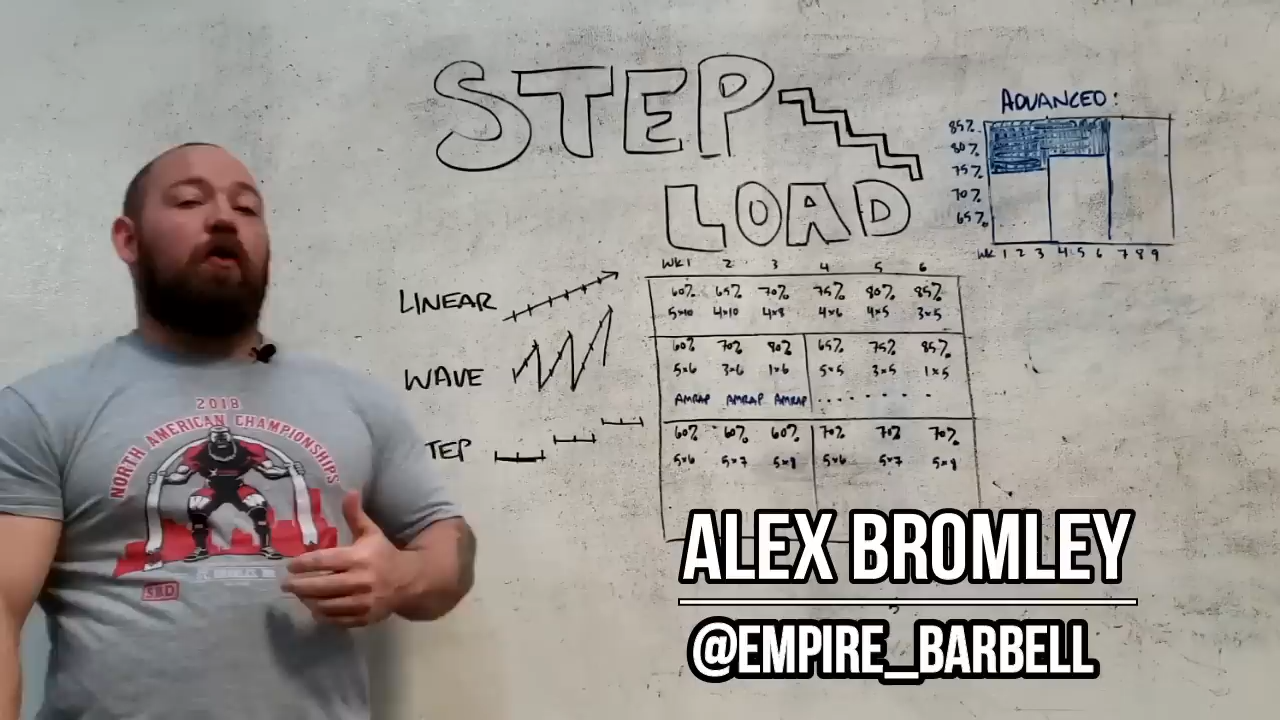 STEP
LOAD
ADVANCED:
85%
80%
75%
70%
65%
WK 1 2 3 4 5 6 7 8 9
WK1 2 3 4 5 6
LINEAR
60% 65% 70% 75% 80% 85%
5×10 4×10 4×8 4×6 4×5 3×5
WAVE
60% 70% 80% 65% 75% 85%
5×6 3×6 1×6 5×5 3×5 1×5
AMRAP AMRAP AMRAP
TEP
60% 60% 60% 70% 70% 70%
5×6 5×7 5×8 5×6 5×7 5×8
2018
NORTH AMERICAN CHAMPIONSHIPS
SBD
ALEX BROMLEY
@EMPIRE_BARBELL